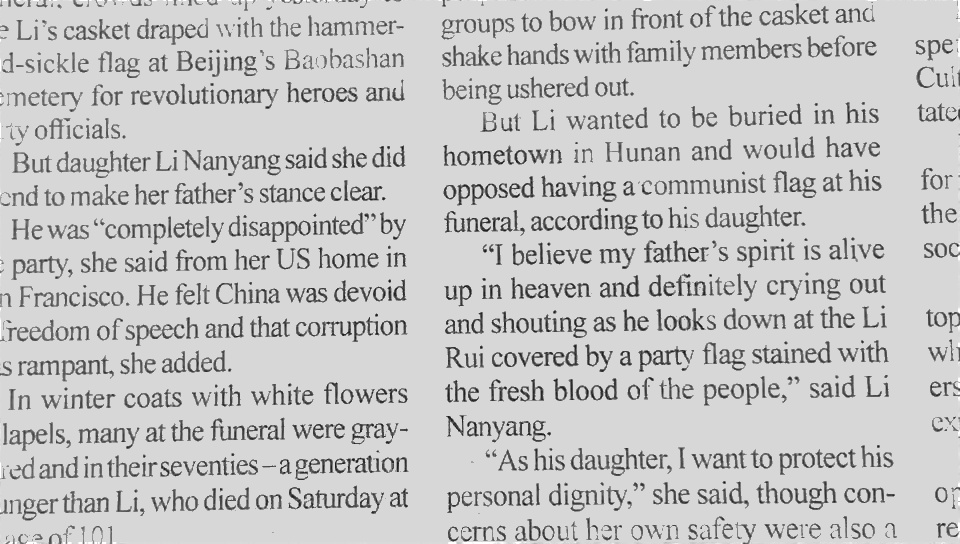 Li's casket draped with the hammer-
d-sickle flag at Beijing's Baobashan
metery for revolutionary heroes and
ty officials.
But daughter Li Nanyang said she did
end to make her father's stance clear.
He was “completely disappointed” by
party, she said from her US home in
n Francisco. He felt China was devoid
freedom of speech and that corruption
s rampant, she added.
In winter coats with white flowers
lapels, many at the funeral were gray-
red and in their seventies – a generation
unger than Li, who died on Saturday at
age of 101
groups to bow in front of the casket and
shake hands with family members before
being ushered out.
But Li wanted to be buried in his
hometown in Hunan and would have
opposed having a communist flag at his
funeral, according to his daughter.
“I believe my father's spirit is alive
up in heaven and definitely crying out
and shouting as he looks down at the Li
Rui covered by a party flag stained with
the fresh blood of the people,” said Li
Nanyang.
“As his daughter, I want to protect his
personal dignity,” she said, though con-
cerns about her own safety were also a
spe
Cult
tate
for
the
soc
top
wh
ers
ex
op
re